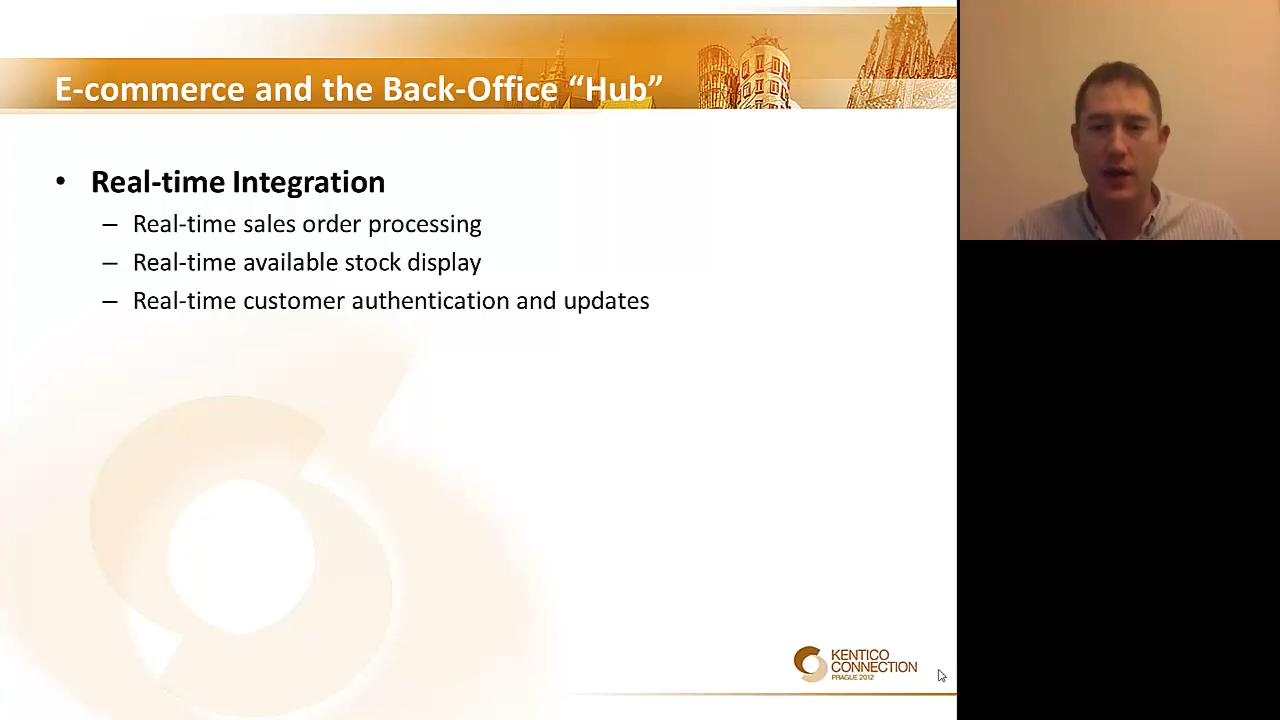 E-commerce and the Back-Office “Hub”
• Real-time Integration
– Real-time sales order processing
– Real-time available stock display
– Real-time customer authentication and updates
KENTICO
CONNECTION
PRAGUE 2012